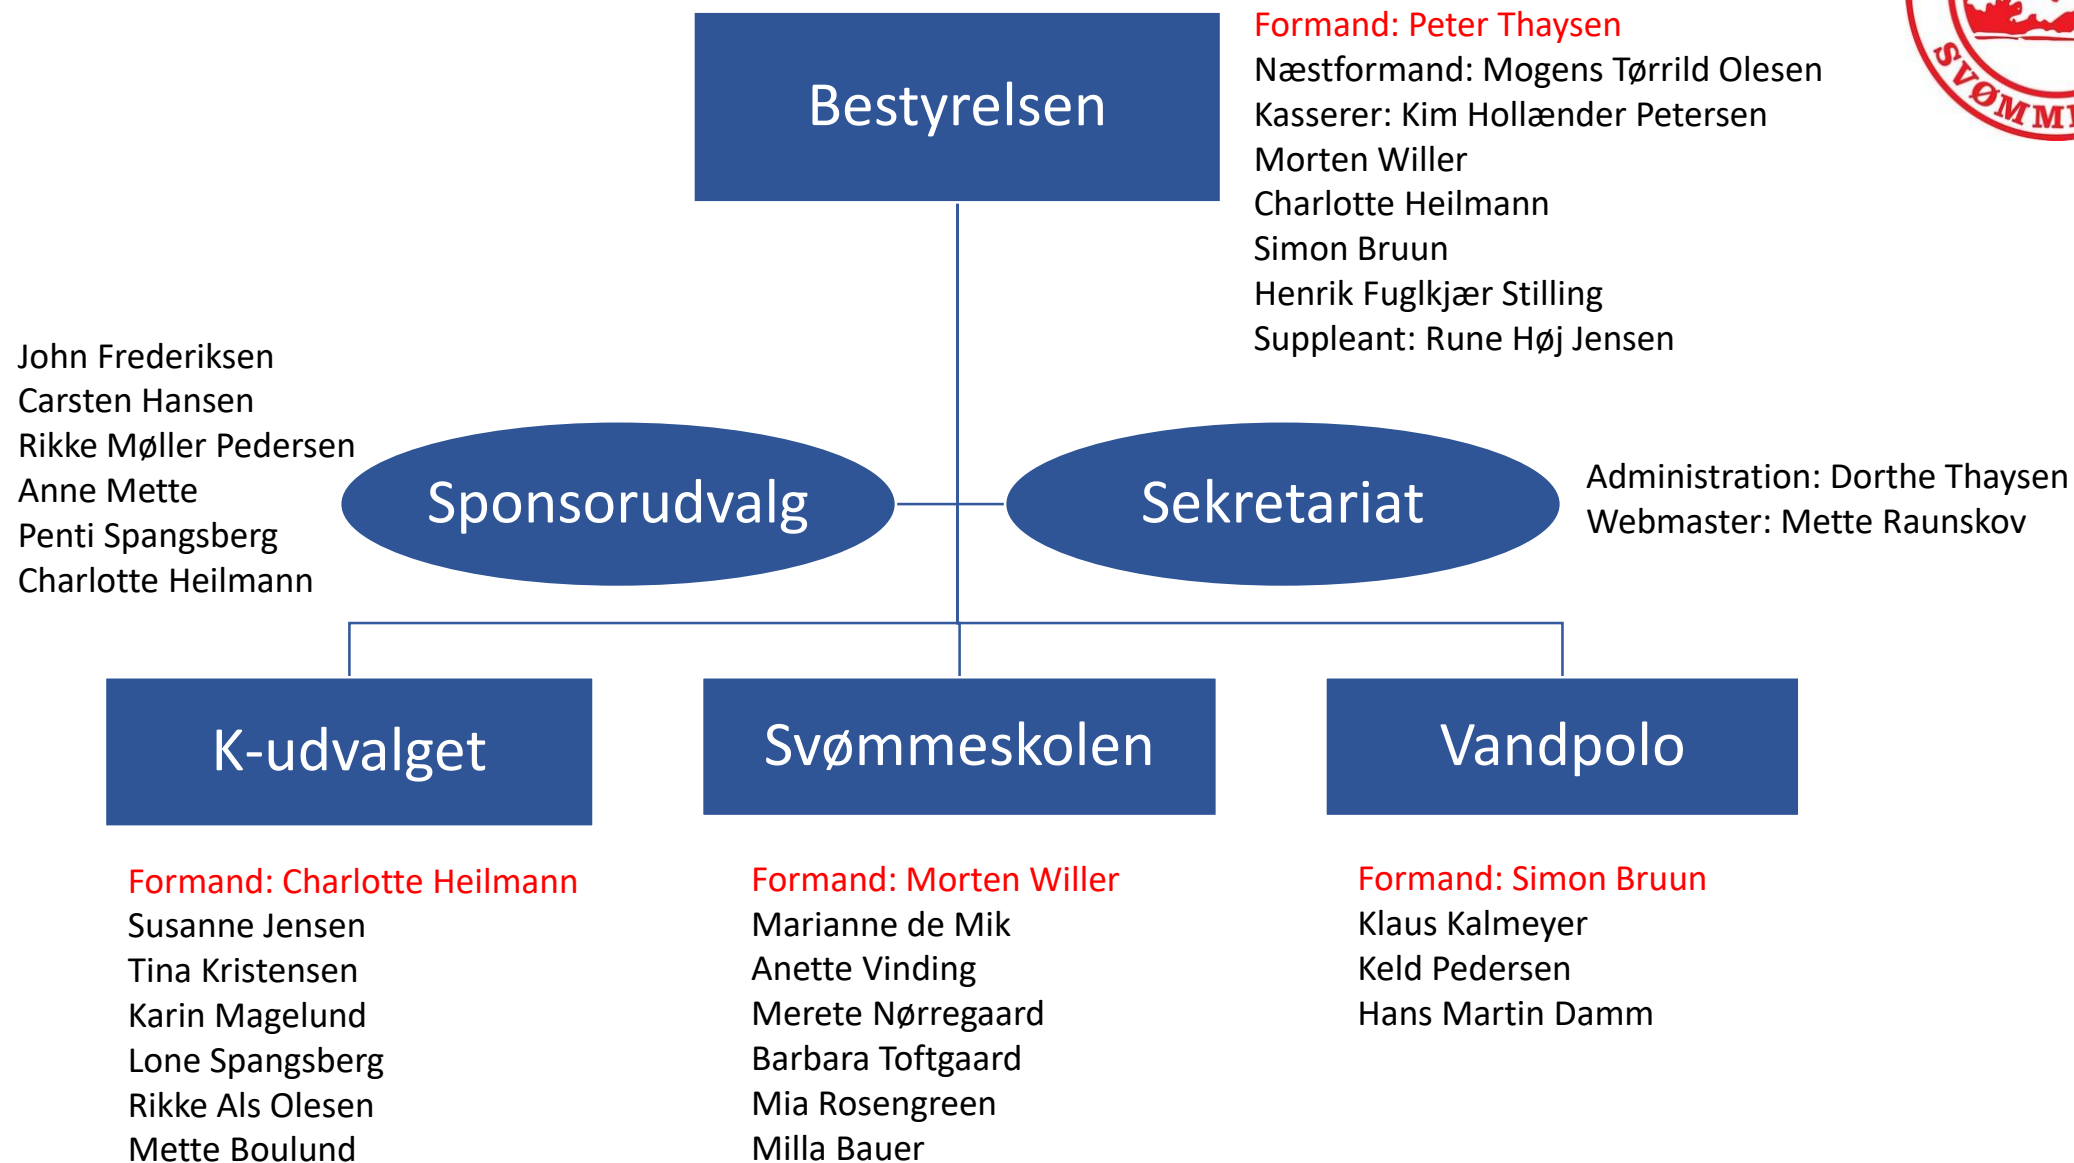 Bestyrelsen
Formand: Peter Thaysen
Næstformand: Mogens Tørrild Olesen
Kasserer: Kim Hollænder Petersen
Morten Willer
Charlotte Heilmann
Simon Bruun
Henrik Fuglkjær Stilling
Suppleant: Rune Høj Jensen
John Frederiksen
Carsten Hansen
Rikke Møller Pedersen
Anne Mette
Penti Spangsberg
Charlotte Heilmann
Sponsorudvalg
Sekretariat
Administration: Dorthe Thaysen
Webmaster: Mette Raunskov
K-udvalget
Formand: Charlotte Heilmann
Susanne Jensen
Tina Kristensen
Karin Magelund
Lone Spangsberg
Rikke Als Olesen
Mette Boulund
Svømmeskolen
Formand: Morten Willer
Marianne de Mik
Anette Vinding
Merete Nørregaard
Barbara Toftgaard
Mia Rosengreen
Milla Bauer
Vandpolo
Formand: Simon Bruun
Klaus Kalmeyer
Keld Pedersen
Hans Martin Damm